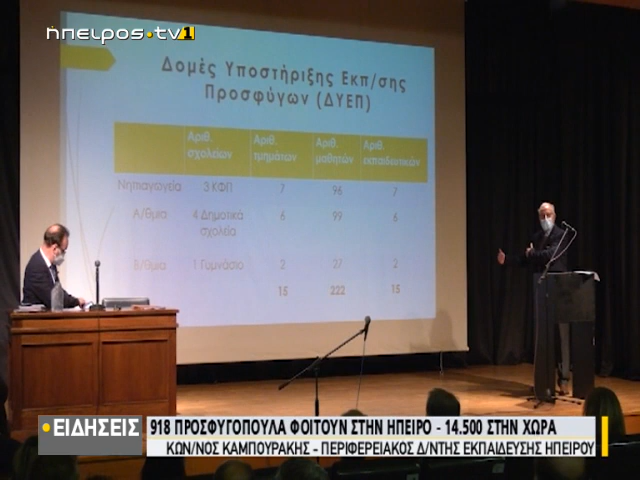 ηπειρος·tv1
Δομές Υποστήριξης Εκπ/σης
Προσφύγων (ΔΥΕΠ)
Αριθ. σχολείων Αριθ. τμημάτων Αριθ. μαθητών Αριθ. εκπαιδευτικών
Νηπιαγωγεία 3 ΚΦΠ 7 96 7
Α/θμια 4 Δημοτικά σχολεία 6 99 6
Β/θμια 1 Γυμνάσιο 2 27 2
15 222 15
·ΕΙΔΗΣΕΙΣ
918 ΠΡΟΣΦΥΓΟΠΟΥΛΑ ΦΟΙΤΟΥΝ ΣΤΗΝ ΗΠΕΙΡΟ - 14.500 ΣΤΗΝ ΧΩΡΑ
ΚΩΝ/ΝΟΣ ΚΑΜΠΟΥΡΑΚΗΣ – ΠΕΡΙΦΕΡΕΙΑΚΟΣ Δ/ΝΤΗΣ ΕΚΠΑΙΔΕΥΣΗΣ ΗΠΕΙΡΟΥ